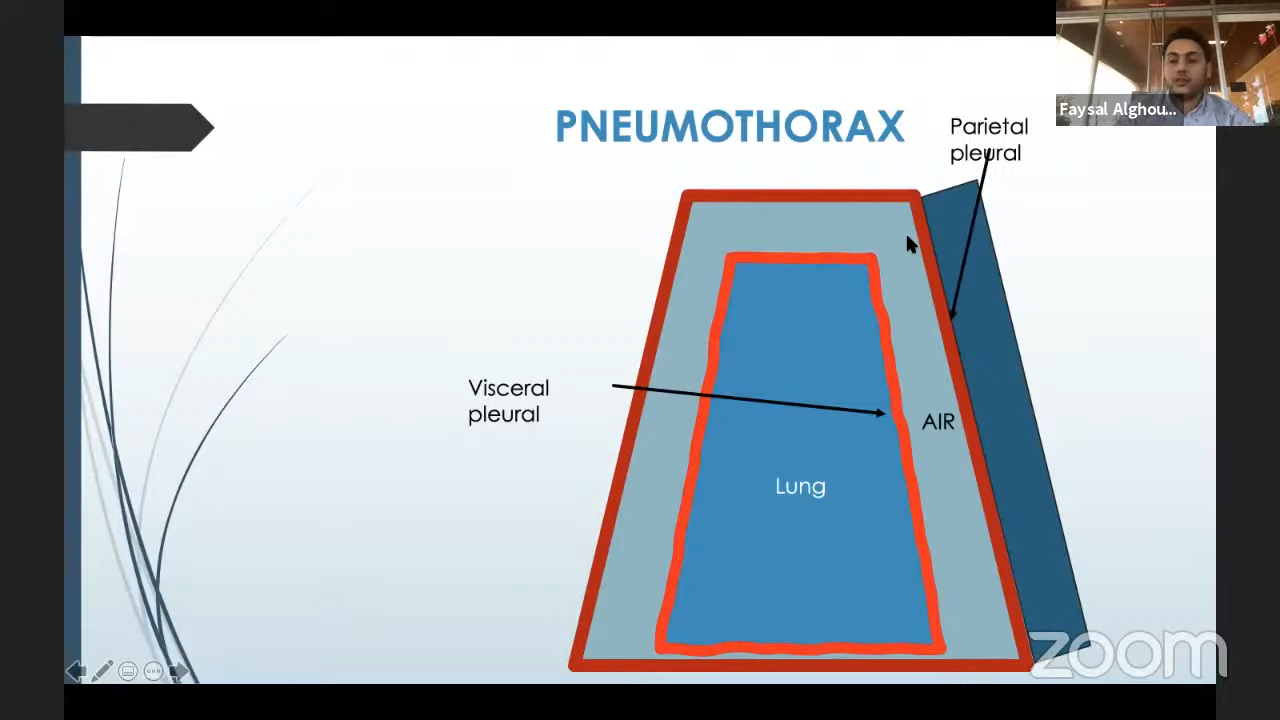 PNEUMOTHORAX
Parietal
pleural
Faysal Alghou...
Visceral
pleural
AIR
Lung
zoom